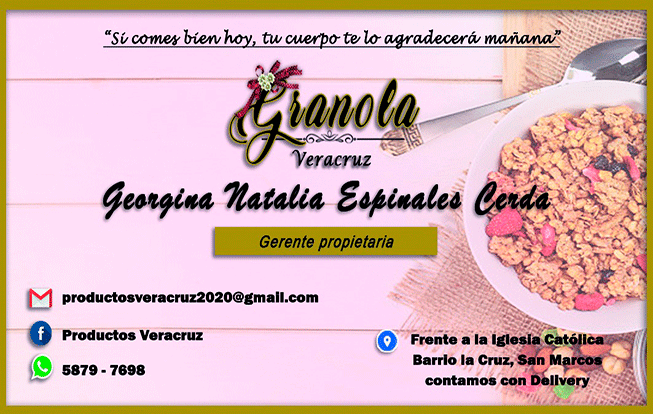 “Si comes bien hoy, tu cuerpo te lo agradecerá mañana”
Granola
Veracruz
Georgina Natalia Espinales Cerda
Gerente propietaria
productosveracruz2020@gmail.com
Productos Veracruz
5879 - 7698
Frente a la Iglesia Católica
Barrio la Cruz, San Marcos
contamos con Delivery